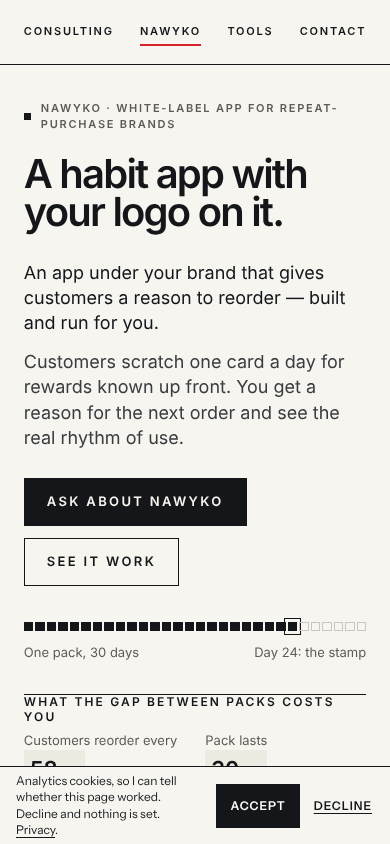 CONSULTING NAWYKO TOOLS CONTACT
NAWYKO · WHITE-LABEL APP FOR REPEAT-
PURCHASE BRANDS
A habit app with
your logo on it.
An app under your brand that gives
customers a reason to reorder — built
and run for you.
Customers scratch one card a day for
rewards known up front. You get a
reason for the next order and see the
real rhythm of use.
ASK ABOUT NAWYKO
SEE IT WORK
One pack, 30 days Day 24: the stamp
WHAT THE GAP BETWEEN PACKS COSTS
YOU
Customers reorder every Pack lasts
Analytics cookies, so I can tell
whether this page worked.
Decline and nothing is set.
Privacy.
ACCEPT DECLINE